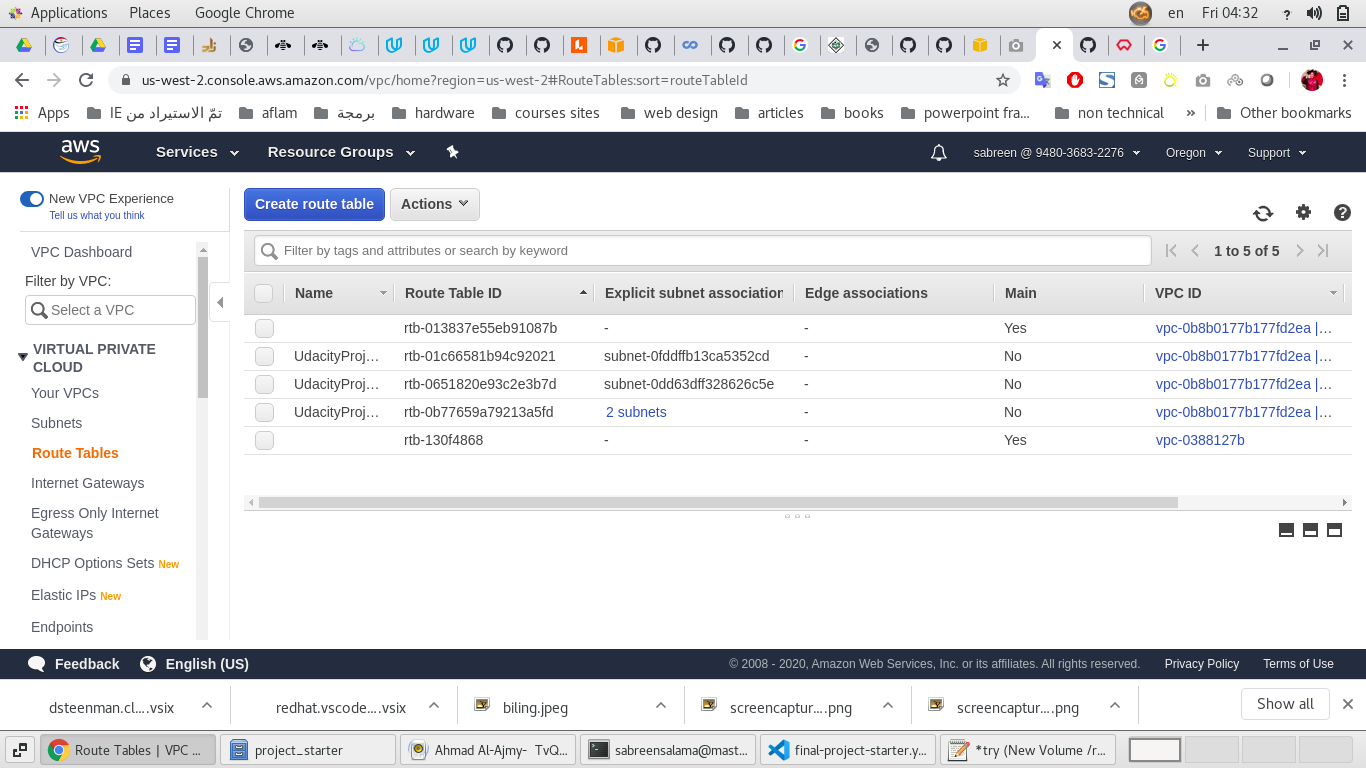 Applications Places Google Chrome en Fri 04:32
us-west-2.console.aws.amazon.com/vpc/home?region=us-west-2#RouteTables:sort=routeTableId
Apps تمّ الاستيراد من IE aflam برمجة hardware courses sites web design articles books powerpoint fra... non technical » Other bookmarks
aws Services Resource Groups sabreen @ 9480-3683-2276 Oregon Support
New VPC Experience
Tell us what you think
VPC Dashboard
Filter by VPC:
Select a VPC
VIRTUAL PRIVATE
CLOUD
Your VPCs
Subnets
Route Tables
Internet Gateways
Egress Only Internet
Gateways
DHCP Options Sets New
Elastic IPs New
Endpoints
Create route table Actions
Filter by tags and attributes or search by keyword 1 to 5 of 5
Name Route Table ID Explicit subnet association Edge associations Main VPC ID
rtb-013837e55eb91087b - - Yes vpc-0b8b0177b177fd2ea |...
UdacityProj... rtb-01c66581b94c92021 subnet-0fddffb13ca5352cd - No vpc-0b8b0177b177fd2ea |...
UdacityProj... rtb-0651820e93c2e3b7d subnet-0dd63dff328626c5e - No vpc-0b8b0177b177fd2ea |...
UdacityProj... rtb-0b77659a79213a5fd 2 subnets - No vpc-0b8b0177b177fd2ea |...
rtb-130f4868 - - Yes vpc-0388127b
Feedback English (US) © 2008 - 2020, Amazon Web Services, Inc. or its affiliates. All rights reserved. Privacy Policy Terms of Use
dsteenman.cl....vsix redhat.vscode....vsix biling.jpeg screencaptur....png screencaptur....png Show all
Route Tables | VPC ... project_starter Ahmad Al-Ajmy- TvQ... sabreensalama@mast... final-project-starter.y... *try (New Volume /r...